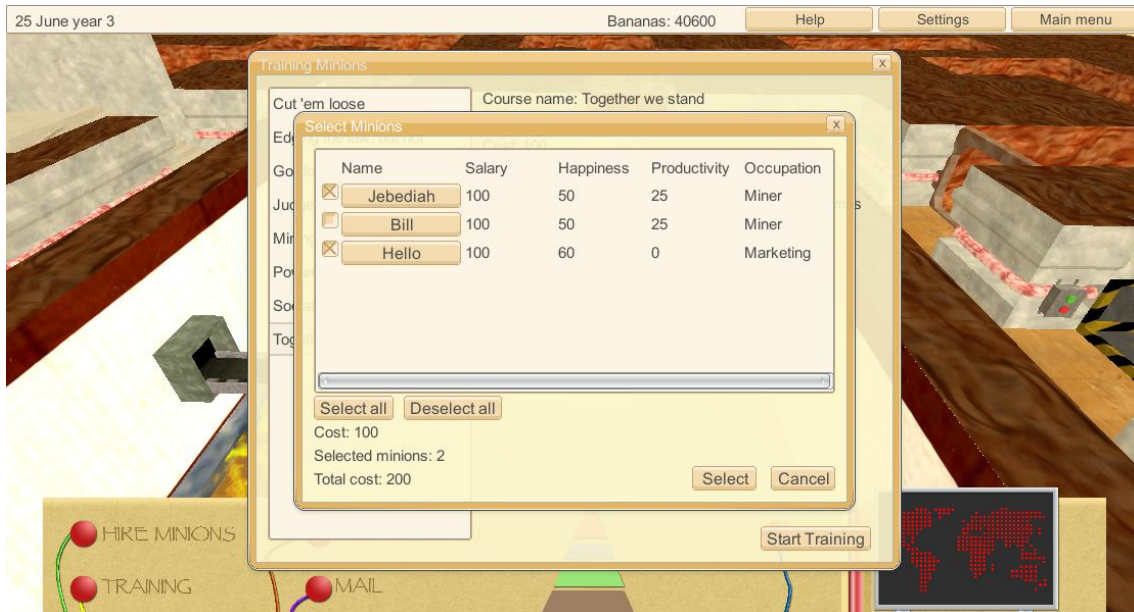 25 June year 3
Bananas: 40600
Help
Settings
Main menu
Training Minions
x
Cut 'em loose
Course name: Together we stand
Select Minions
x
Cost: 100
Name Salary Happiness Productivity Occupation
Jebediah 100 50 25 Miner
Bill 100 50 25 Miner
Hello 100 60 0 Marketing
Select all
Deselect all
Cost: 100
Selected minions: 2
Total cost: 200
Select
Cancel
Start Training
HIRE MINIONS
TRAINING
MAIL